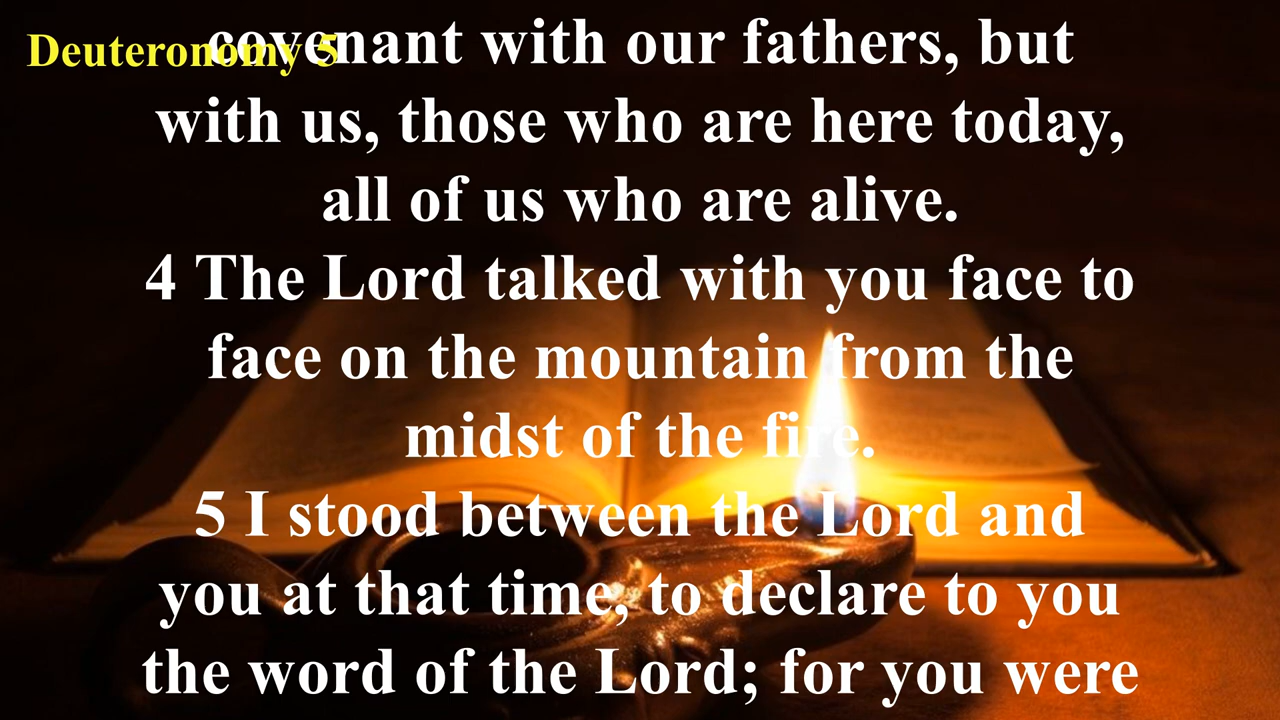 Deuteronomy 5
covenant with our fathers, but
with us, those who are here today,
all of us who are alive.
4 The Lord talked with you face to
face on the mountain from the
midst of the fire.
5 I stood between the Lord and
you at that time, to declare to you
the word of the Lord; for you were